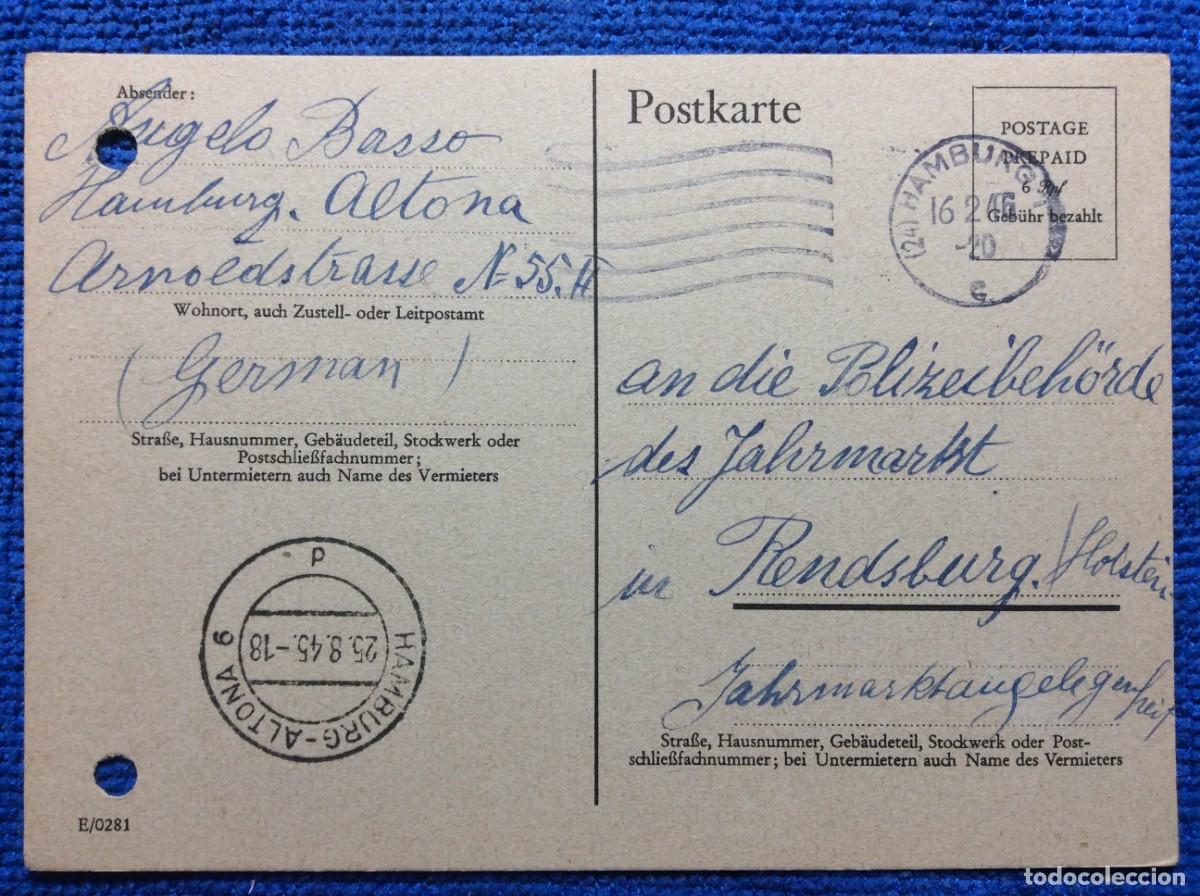 Absender:
Angelo Basso
Hamburg. Altona
Arnoldstrasse N 55. II
Wohnort, auch Zustell- oder Leitpostamt
(German)
Straße, Hausnummer, Gebäudeteil, Stockwerk oder
Postschließfachnummer;
bei Untermietern auch Name des Vermieters
HAMBURG-ALTONA 6
25.8.45.-18
d
E/0281
Postkarte
POSTAGE
PREPAID
6 Rpf
Gebühr bezahlt
(24) HAMBURG 1
16 2 46
-20
c
an die Polizeibehörde
des Jahrmarkt
in Rendsburg. /Holstein
Jahrmarktangelegenheit
Straße, Hausnummer, Gebäudeteil, Stockwerk oder Post-
schließfachnummer; bei Untermietern auch Name des Vermieters
todocoleccion